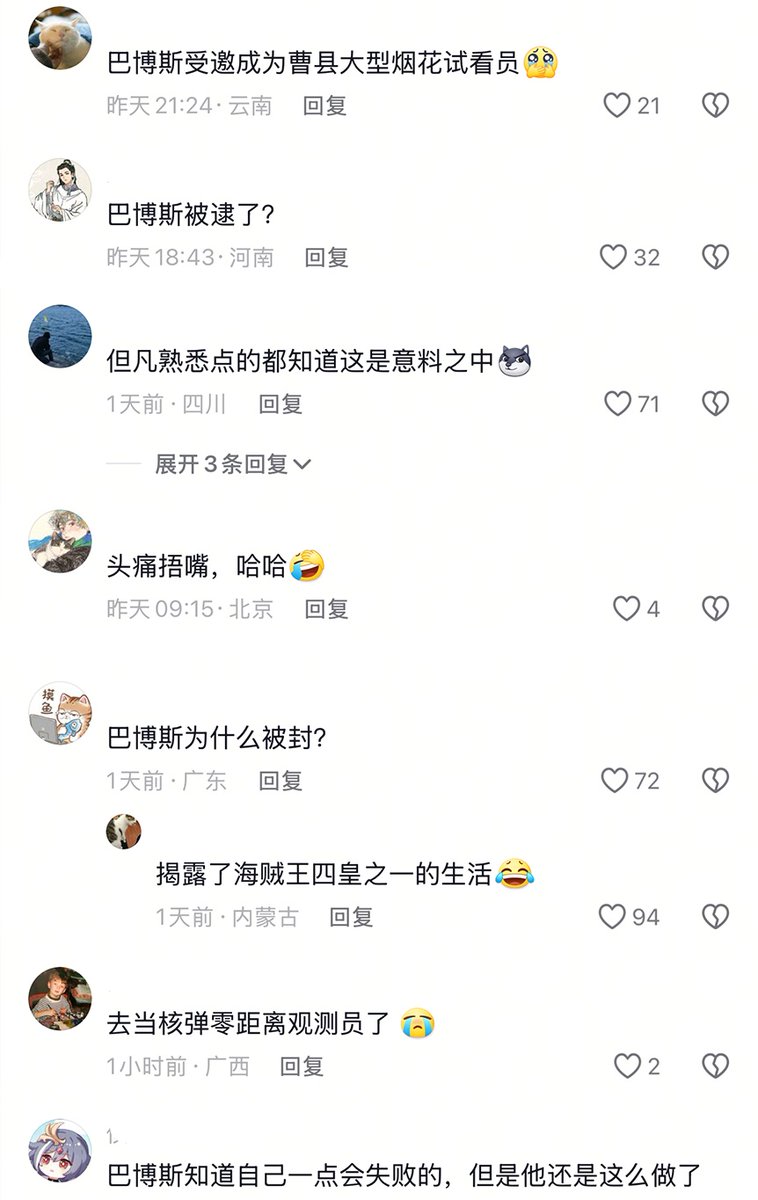 巴博斯受邀成为曹县大型烟花试看员🥹
昨天 21:24 · 云南 回复 21
巴博斯被逮了?
昨天 18:43 · 河南 回复 32
但凡熟悉点的都知道这是意料之中
1天前 · 四川 回复 71
展开3条回复
头痛捂嘴，哈哈
昨天 09:15 · 北京 回复 4
摸鱼
巴博斯为什么被封?
1天前 · 广东 回复 72
揭露了海贼王四皇之一的生活😂
1天前 · 内蒙古 回复 94
去当核弹零距离观测员了 😭
1小时前 · 广西 回复 2
巴博斯知道自己一点会失败的，但是他还是这么做了